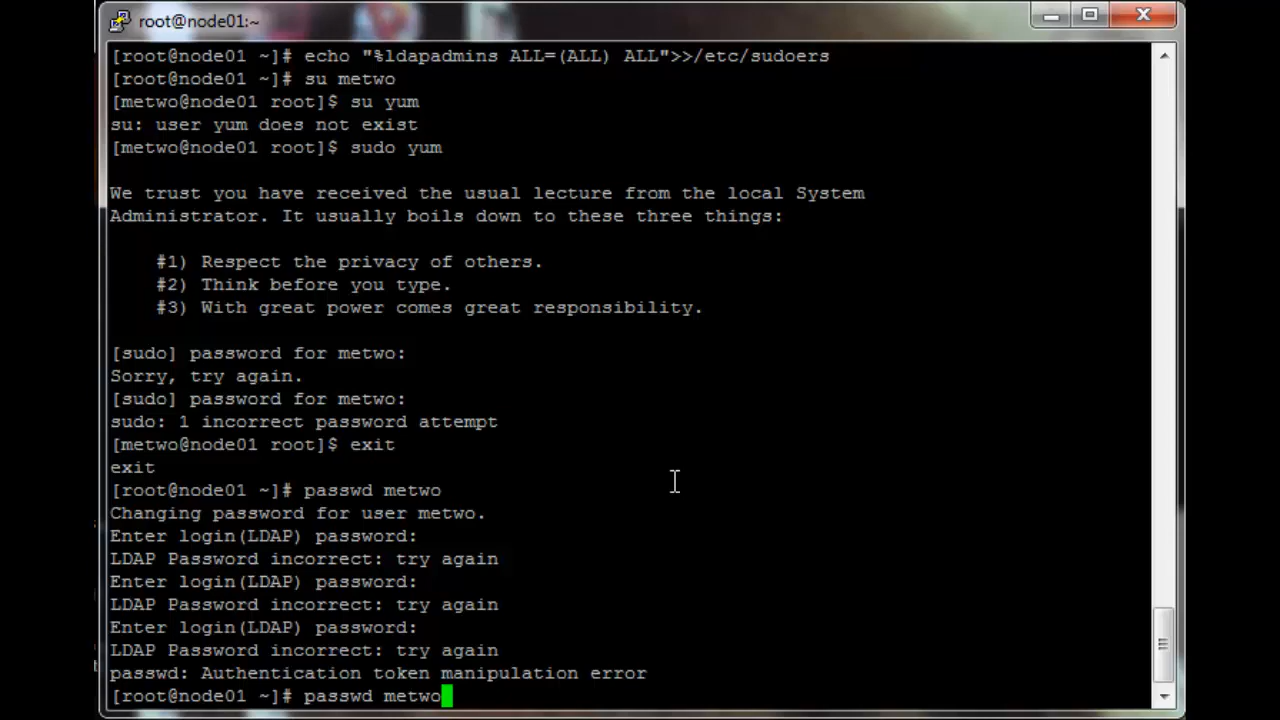 root@node01:~
[root@node01 ~]# echo "%ldapadmins ALL=(ALL) ALL">>/etc/sudoers
[root@node01 ~]# su metwo
[metwo@node01 root]$ su yum
su: user yum does not exist
[metwo@node01 root]$ sudo yum
We trust you have received the usual lecture from the local System
Administrator. It usually boils down to these three things:
#1) Respect the privacy of others.
#2) Think before you type.
#3) With great power comes great responsibility.
[sudo] password for metwo:
Sorry, try again.
[sudo] password for metwo:
sudo: 1 incorrect password attempt
[metwo@node01 root]$ exit
exit
[root@node01 ~]# passwd metwo
Changing password for user metwo.
Enter login(LDAP) password:
LDAP Password incorrect: try again
Enter login(LDAP) password:
LDAP Password incorrect: try again
Enter login(LDAP) password:
LDAP Password incorrect: try again
passwd: Authentication token manipulation error
[root@node01 ~]# passwd metwo